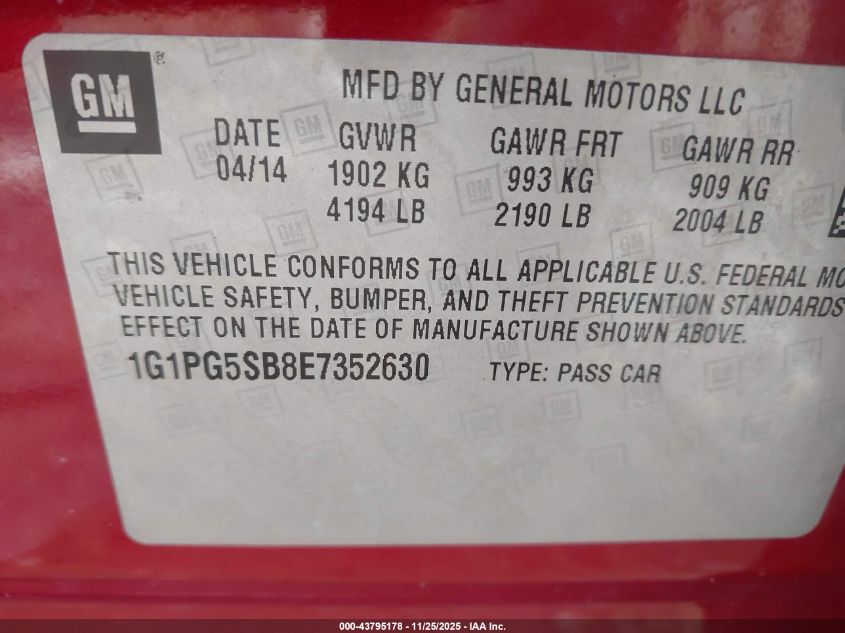 GM
MFD BY GENERAL MOTORS LLC
DATE GVWR GAWR FRT GAWR RR
04/14 1902 KG 993 KG 909 KG
4194 LB 2190 LB 2004 LB
THIS VEHICLE CONFORMS TO ALL APPLICABLE U.S. FEDERAL MO
VEHICLE SAFETY, BUMPER, AND THEFT PREVENTION STANDARDS
EFFECT ON THE DATE OF MANUFACTURE SHOWN ABOVE.
1G1PG5SB8E7352630 TYPE: PASS CAR
000-43795178 - 11/25/2025 - IAA Inc.